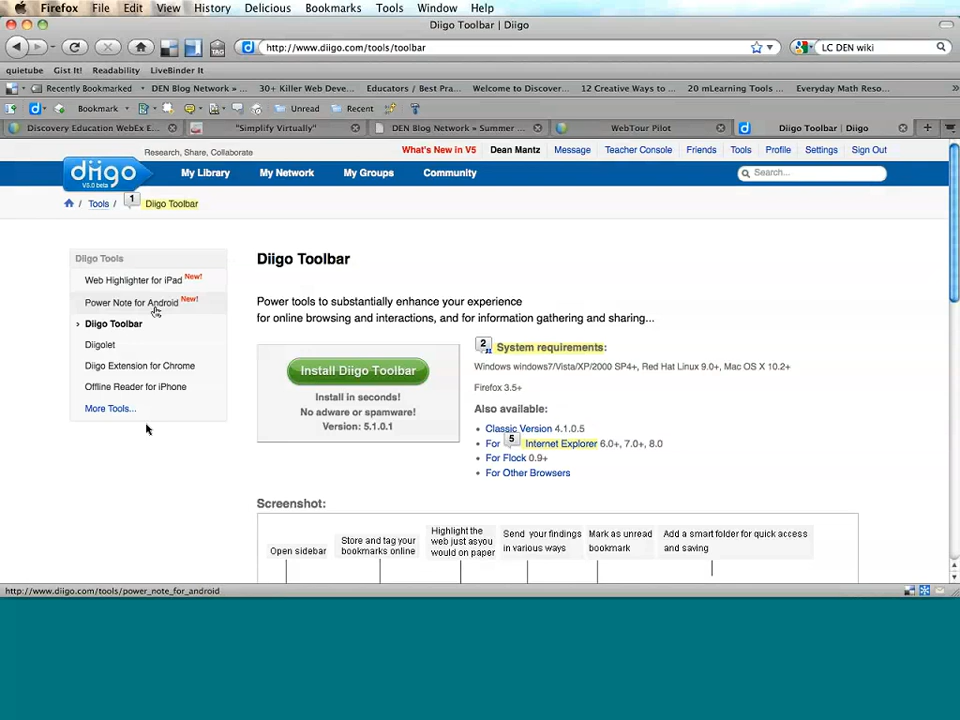 Firefox File Edit View History Delicious Bookmarks Tools Window Help
Diigo Toolbar | Diigo
http://www.diigo.com/tools/toolbar
LC DEN wiki
quietube Gist It! Readability LiveBinder It
Recently Bookmarked DEN Blog Network » ... 30+ Killer Web Deve... Educators / Best Pra... Welcome to Discover... 12 Creative Ways to ... 20 mLearning Tools ... Everyday Math Reso...
Bookmark Unread Recent
Discovery Education WebEx E... "Simplify Virtually" DEN Blog Network » Summer ... WebTour Pilot Diigo Toolbar | Diigo
Research, Share, Collaborate
What's New in V5 Dean Mantz Message Teacher Console Friends Tools Profile Settings Sign Out
diigo
V5.0 beta
My Library My Network My Groups Community
Search...
/ Tools / 1 Diigo Toolbar
Diigo Tools
Web Highlighter for iPad New!
Power Note for Android New!
› Diigo Toolbar
Diigolet
Diigo Extension for Chrome
Offline Reader for iPhone
More Tools...
Diigo Toolbar
Power tools to substantially enhance your experience
for online browsing and interactions, and for information gathering and sharing...
Install Diigo Toolbar
Install in seconds!
No adware or spamware!
Version: 5.1.0.1
2 System requirements:
Windows windows7/Vista/XP/2000 SP4+, Red Hat Linux 9.0+, Mac OS X 10.2+
Firefox 3.5+
Also available:
• Classic Version 4.1.0.5
• For 5 Internet Explorer 6.0+, 7.0+, 8.0
• For Flock 0.9+
• For Other Browsers
Screenshot:
Open sidebar
Store and tag your
bookmarks online
Highlight the
web just asyou
would on paper
Send your findings
in various ways
Mark as unread
bookmark
Add a smart folder for quick access
and saving
http://www.diigo.com/tools/power_note_for_android